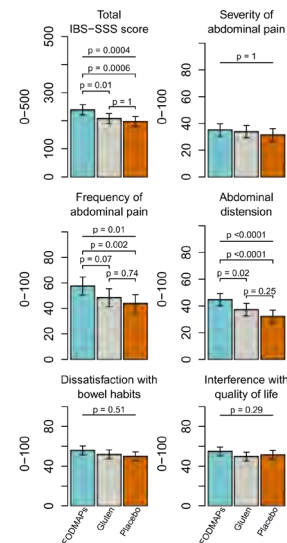 Total
IBS−SSS score
0−500
0 100 300 500
p = 0.0004
p = 0.0006
p = 0.01
p = 1
Severity of
abdominal pain
0−100
0 20 40 60 80
p = 1
Frequency of
abdominal pain
0−100
0 20 40 60 80
p = 0.01
p = 0.002
p = 0.07
p = 0.74
Abdominal
distension
0−100
0 20 40 60 80
p <0.0001
p <0.0001
p = 0.02
p = 0.25
Dissatisfaction with
bowel habits
0−100
0 40 80
p = 0.51
FODMAPs
Gluten
Placebo
Interference with
quality of life
0−100
0 40 80
p = 0.29
FODMAPs
Gluten
Placebo